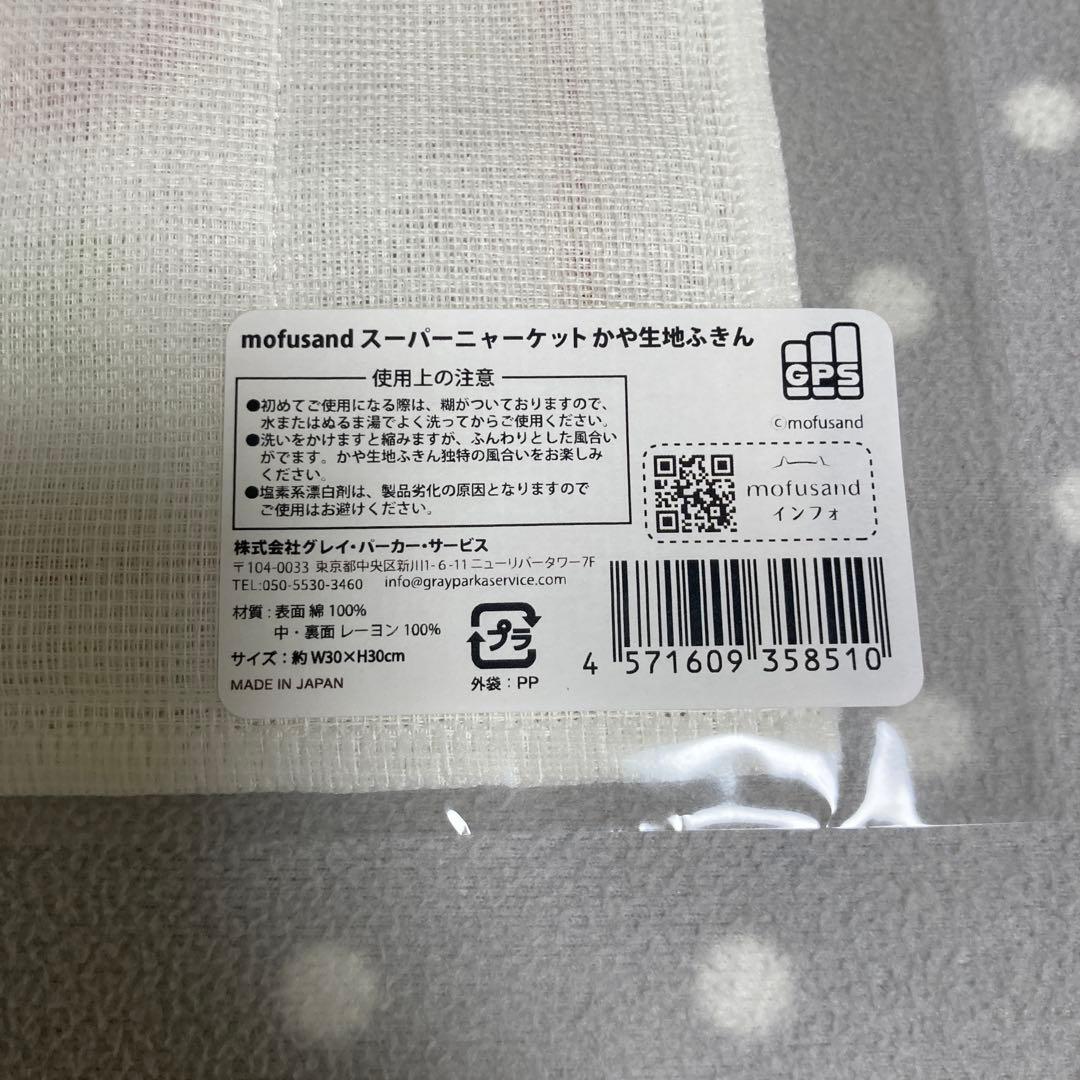 mofusand スーパーニャーケット かや生地ふきん
GPS
©mofusand
使用上の注意
●初めてご使用になる際は、糊がついておりますので、
水またはぬるま湯でよく洗ってからご使用ください。
●洗いをかけますと縮みますが、ふんわりとした風合い
がでます。かや生地ふきん独特の風合いをお楽しみ
ください。
●塩素系漂白剤は、製品劣化の原因となりますので
ご使用はお避けください。
mofusand
インフォ
株式会社グレイ・パーカー・サービス
〒104-0033 東京都中央区新川1-6-11 ニューリバータワー7F
TEL:050-5530-3460 info@grayparkaservice.com
材質：表面 綿 100%
中・裏面 レーヨン 100%
サイズ：約 W30×H30cm
MADE IN JAPAN
プラ
外袋：PP
4 571609 358510